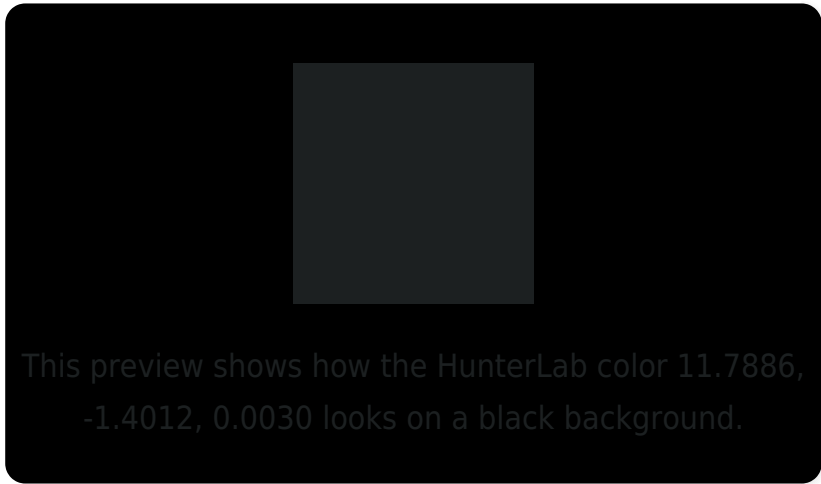 This preview shows how the HunterLab color 11.7886,
-1.4012, 0.0030 looks on a black background.